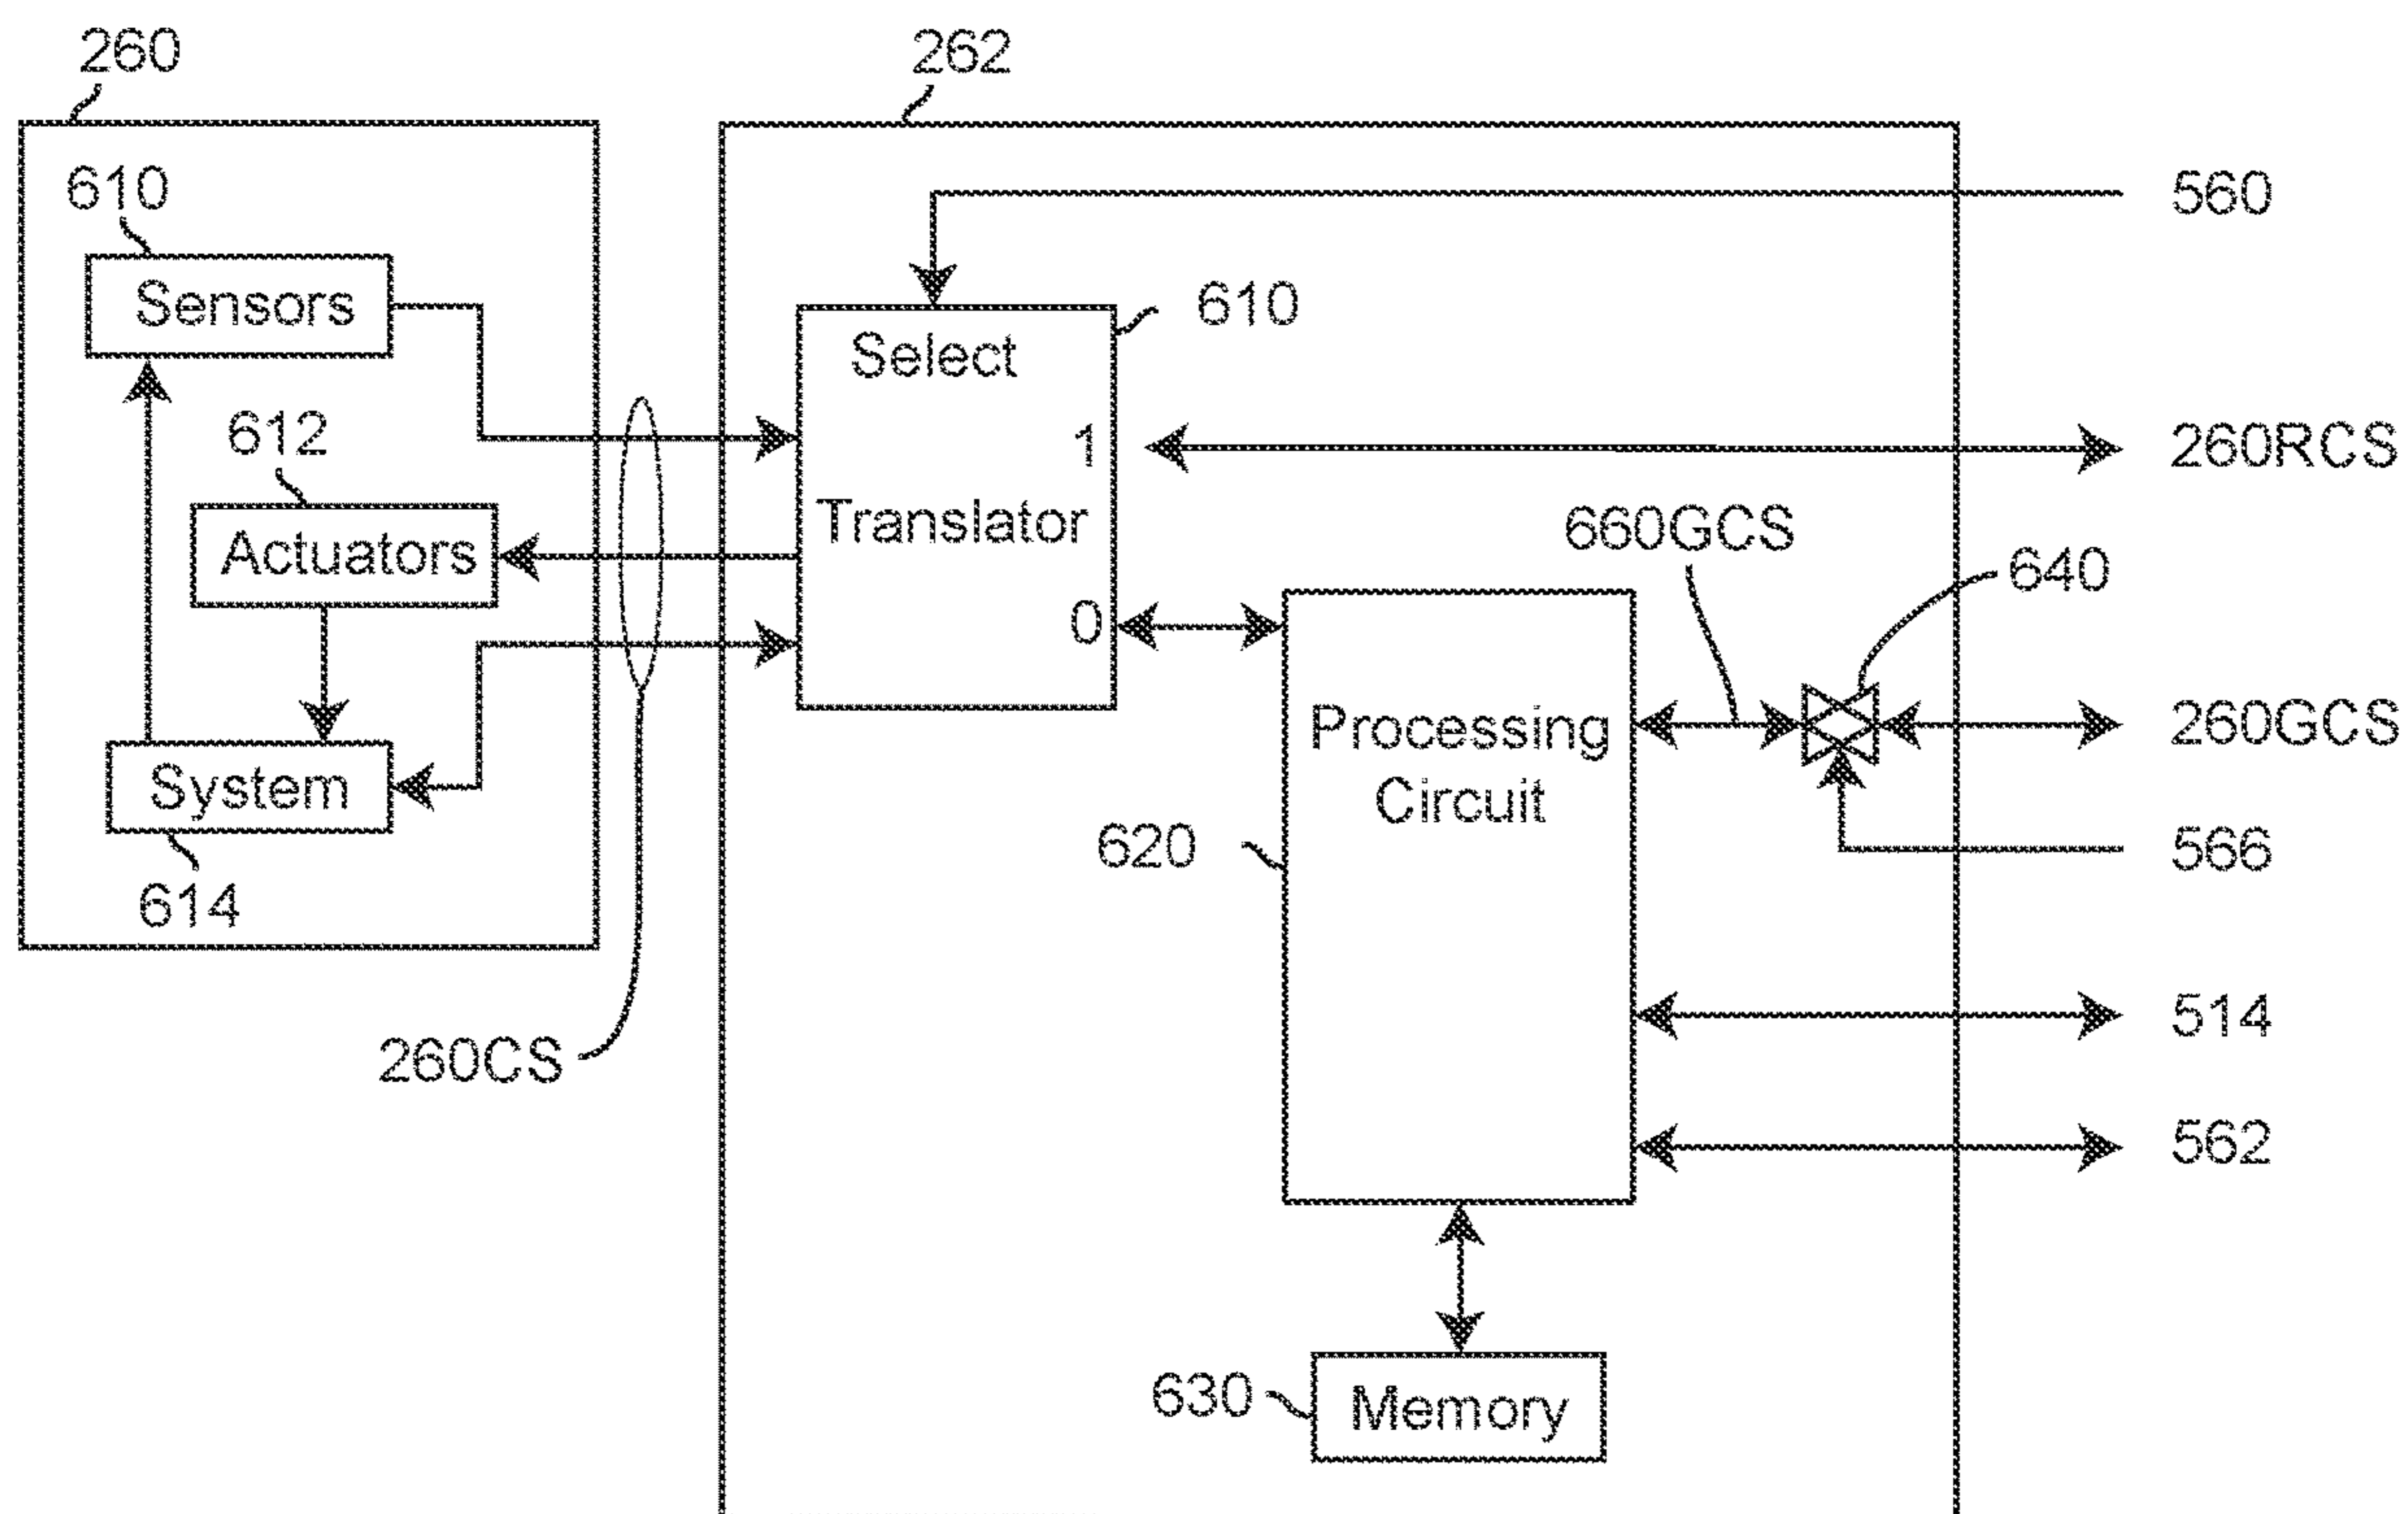 260
262
610
560
Sensors
610
Select
1
260RCS
612
Translator
660GCS
Actuators
640
0
Processing
Circuit
260GCS
System
620
566
614
514
260CS
562
630
Memory